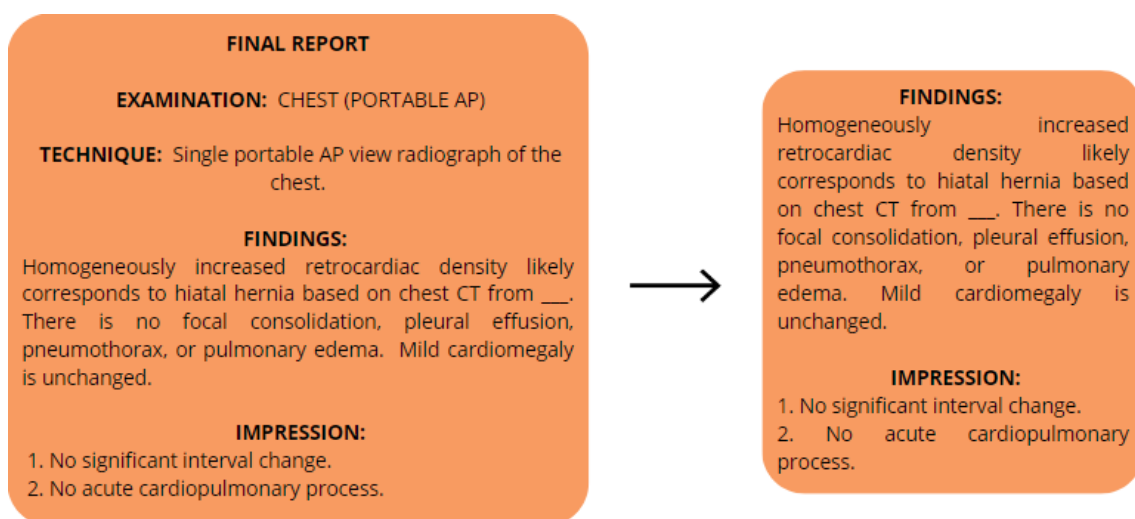 FINAL REPORT
EXAMINATION: CHEST (PORTABLE AP)
TECHNIQUE: Single portable AP view radiograph of the
chest.
FINDINGS:
Homogeneously increased retrocardiac density likely
corresponds to hiatal hernia based on chest CT from ___.
There is no focal consolidation, pleural effusion,
pneumothorax, or pulmonary edema. Mild cardiomegaly
is unchanged.
IMPRESSION:
1. No significant interval change.
2. No acute cardiopulmonary process.
FINDINGS:
Homogeneously increased
retrocardiac density likely
corresponds to hiatal hernia based
on chest CT from ___. There is no
focal consolidation, pleural effusion,
pneumothorax, or pulmonary
edema. Mild cardiomegaly is
unchanged.
IMPRESSION:
1. No significant interval change.
2. No acute cardiopulmonary
process.